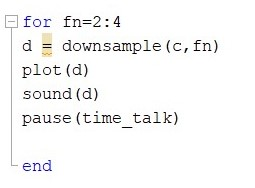 for fn=2:4
d = downsample(c,fn)
plot(d)
sound(d)
pause(time_talk)
end